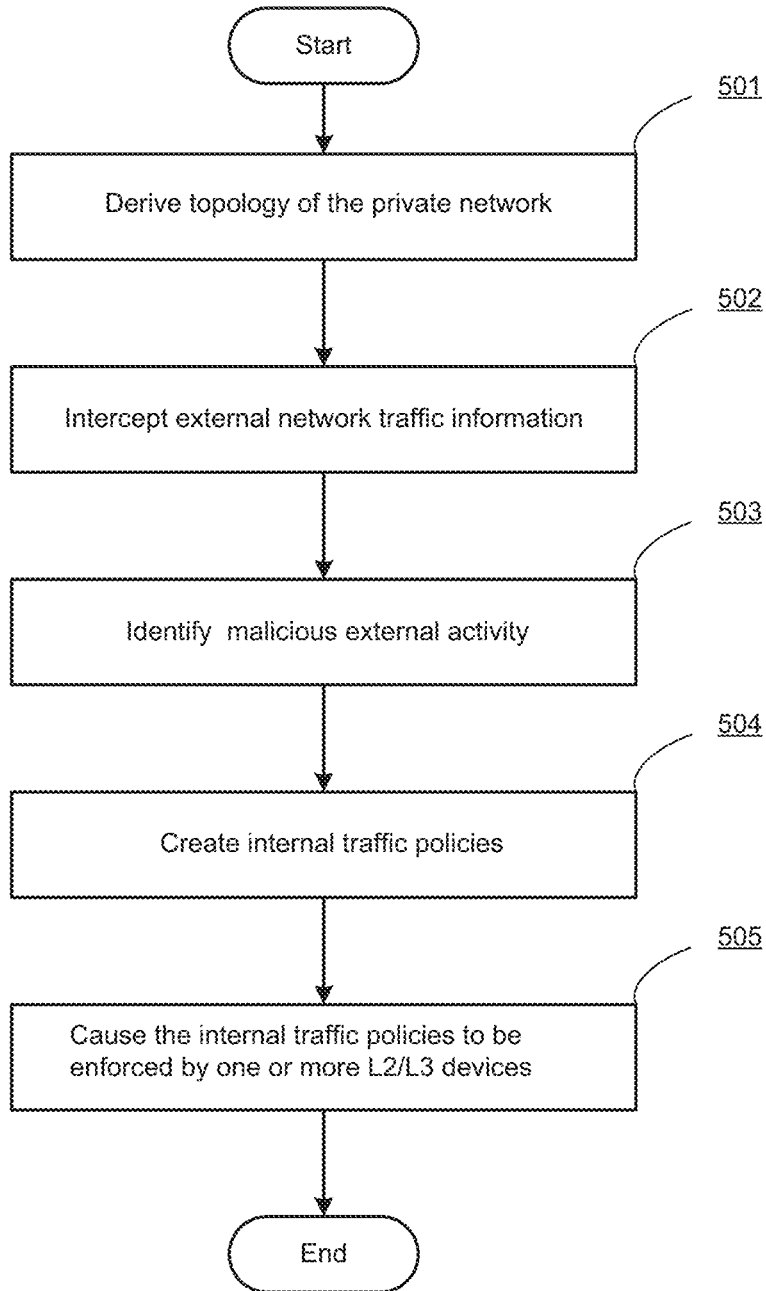 Start
501
Derive topology of the private network
502
Intercept external network traffic information
503
Identify malicious external activity
504
Create internal traffic policies
505
Cause the internal traffic policies to be
enforced by one or more L2/L3 devices
End